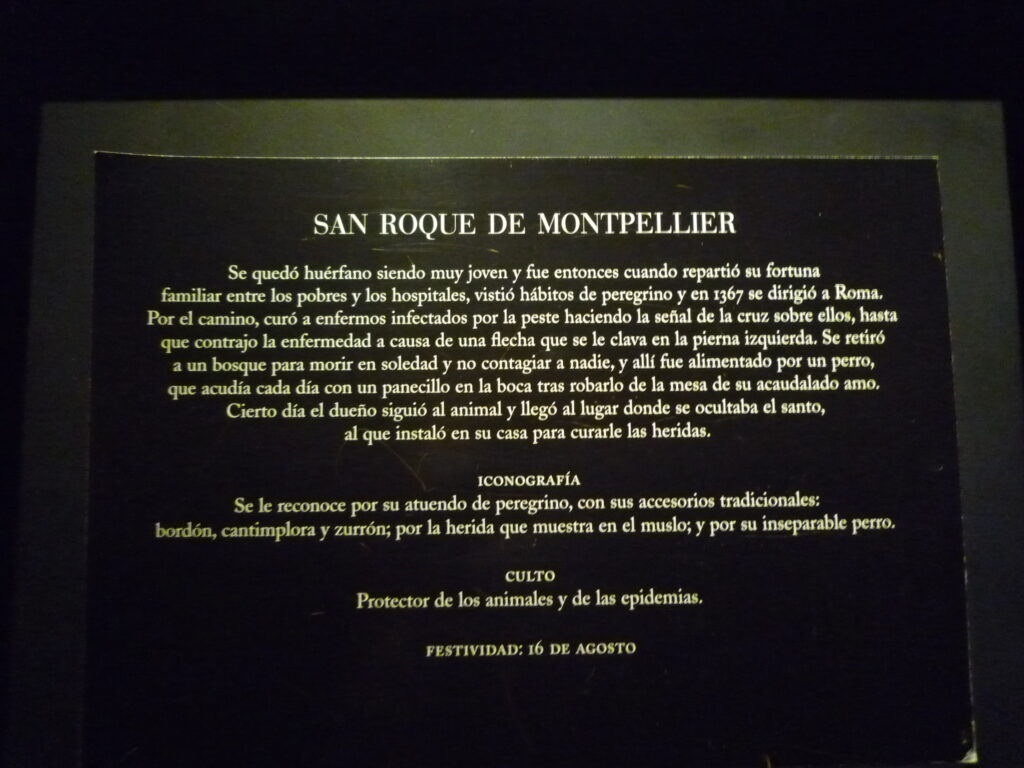 SAN ROQUE DE MONTPELLIER
Se quedó huérfano siendo muy joven y fue entonces cuando repartió su fortuna
familiar entre los pobres y los hospitales, vistió hábitos de peregrino y en 1367 se dirigió a Roma.
Por el camino, curó a enfermos infectados por la peste haciendo la señal de la cruz sobre ellos, hasta
que contrajo la enfermedad a causa de una flecha que se le clava en la pierna izquierda. Se retiró
a un bosque para morir en soledad y no contagiar a nadie, y allí fue alimentado por un perro,
que acudía cada día con un panecillo en la boca tras robarlo de la mesa de su acaudalado amo.
Cierto día el dueño siguió al animal y llegó al lugar donde se ocultaba el santo,
al que instaló en su casa para curarle las heridas.
ICONOGRAFÍA
Se le reconoce por su atuendo de peregrino, con sus accesorios tradicionales:
bordón, cantimplora y zurrón; por la herida que muestra en el muslo; y por su inseparable perro.
CULTO
Protector de los animales y de las epidemias.
FESTIVIDAD: 16 DE AGOSTO